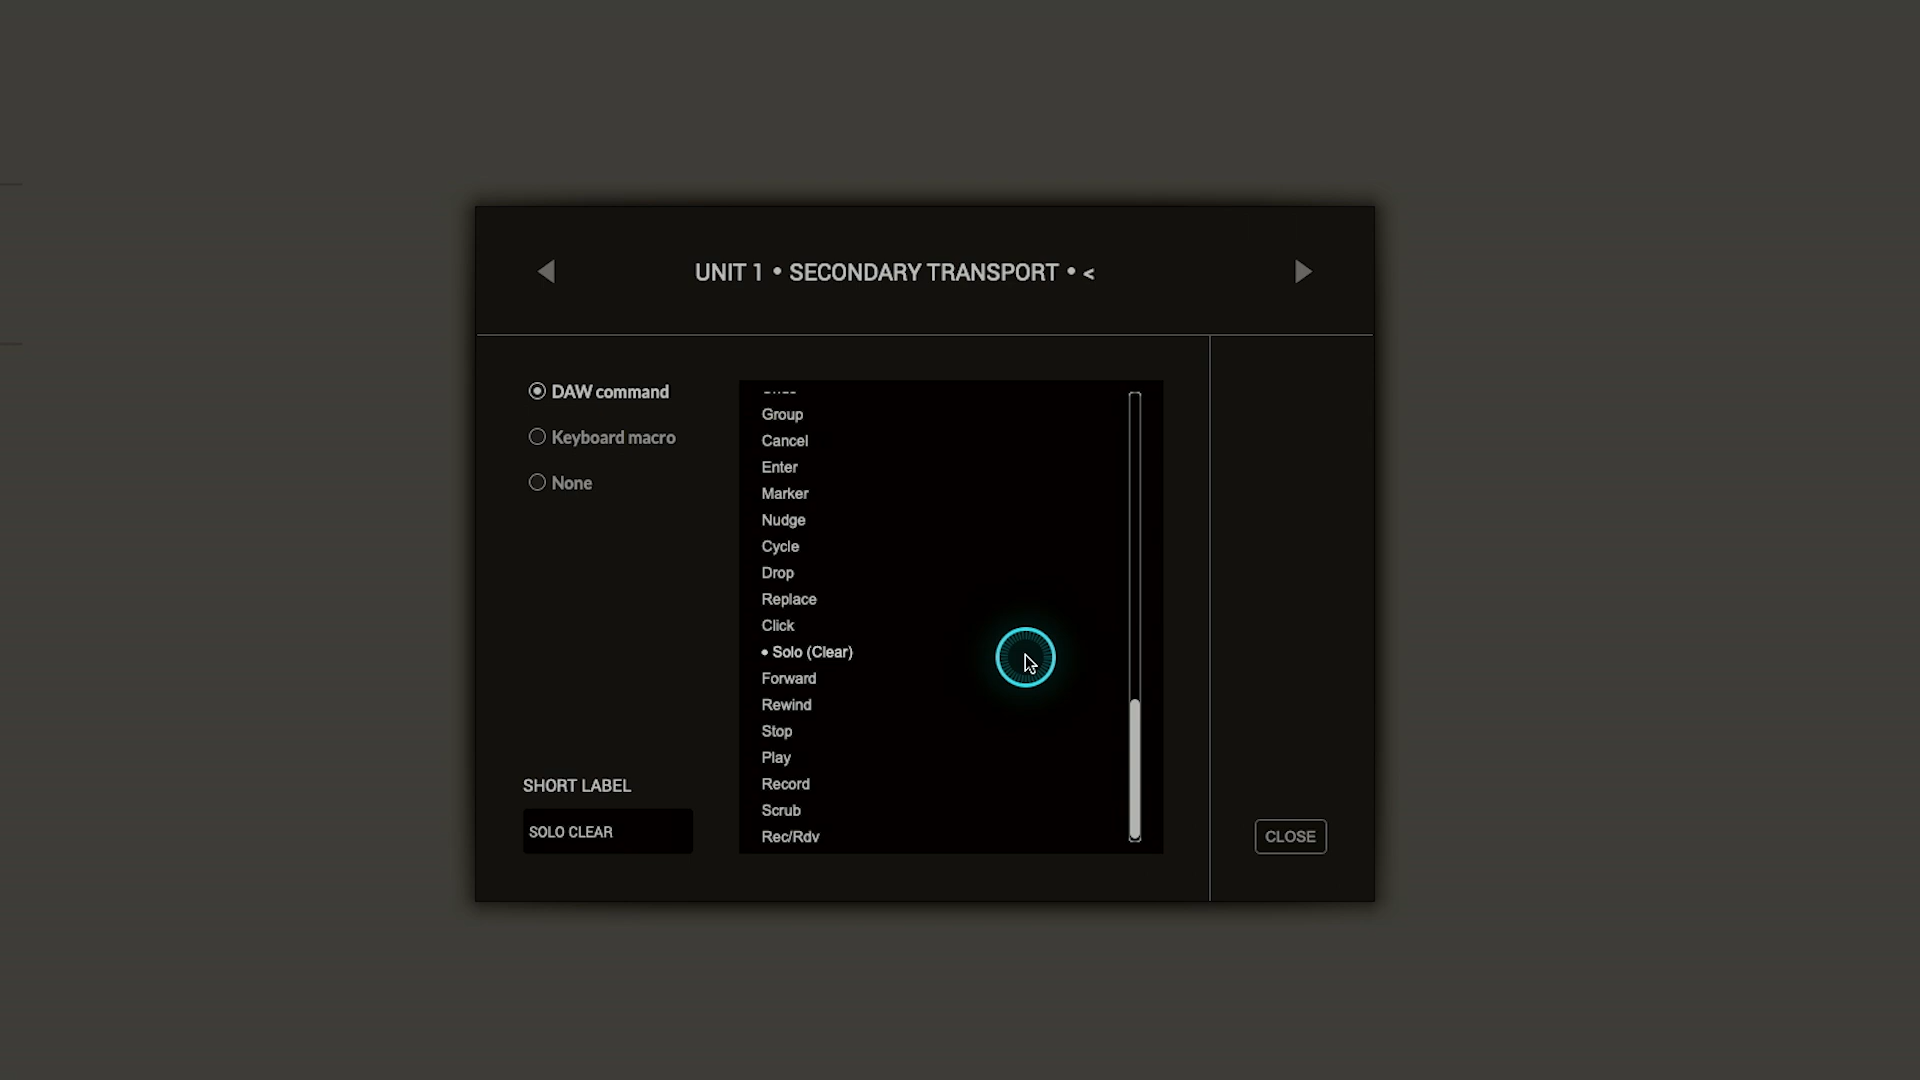 UNIT 1 • SECONDARY TRANSPORT • <
DAW command
Keyboard macro
None
Group
Cancel
Enter
Marker
Nudge
Cycle
Drop
Replace
Click
• Solo (Clear)
Forward
Rewind
Stop
Play
Record
Scrub
Rec/Rdy
SHORT LABEL
SOLO CLEAR
CLOSE